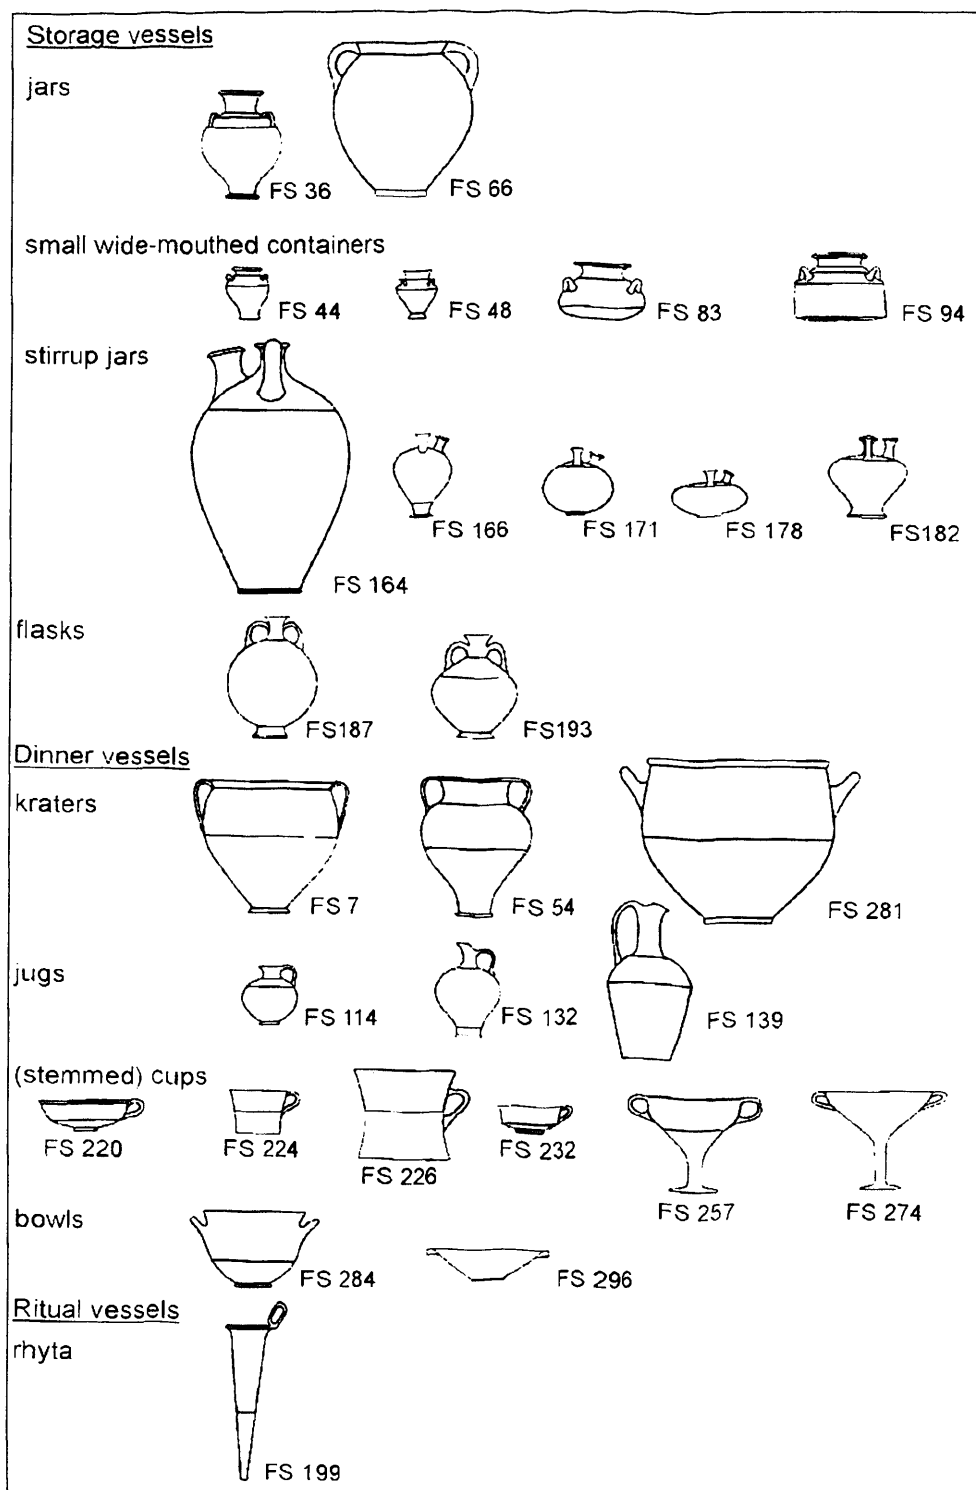 Storage vessels
jars
FS 36
FS 66
small wide-mouthed containers
FS 44
FS 48
FS 83
FS 94
stirrup jars
FS 166
FS 171
FS 178
FS182
FS 164
flasks
FS187
FS193
Dinner vessels
kraters
FS 7
FS 54
FS 281
jugs
FS 114
FS 132
FS 139
(stemmed) cups
FS 220
FS 224
FS 226
FS 232
FS 257
FS 274
bowls
FS 284
FS 296
Ritual vessels
rhyta
FS 199